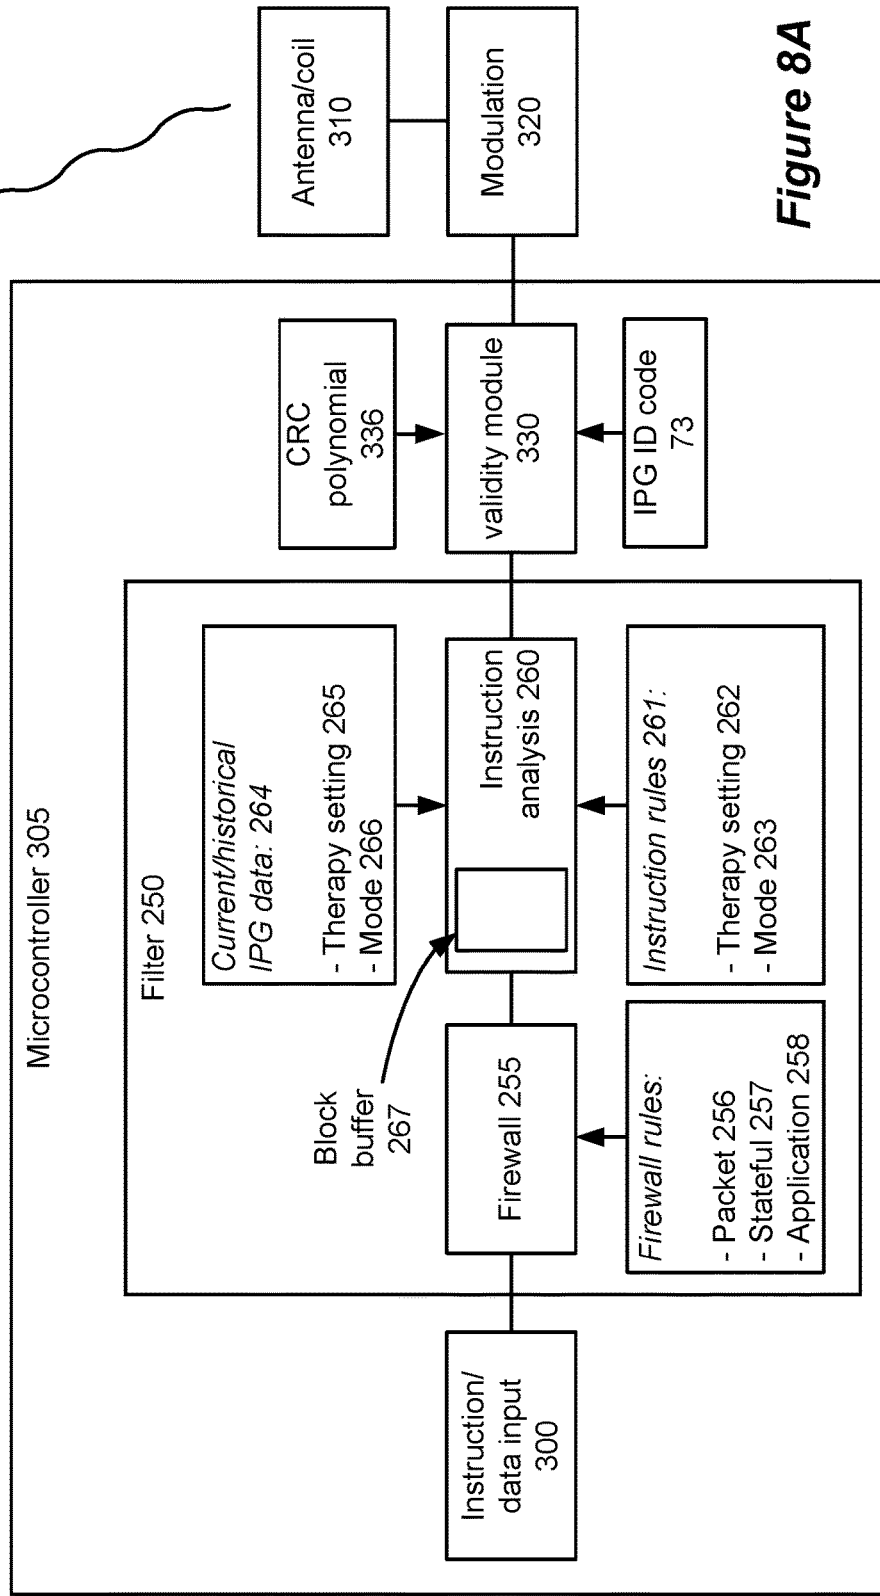 Microcontroller 305
Filter 250
Instruction/
data input
300
Firewall 255
Firewall rules:
- Packet 256
- Stateful 257
- Application 258
Block
buffer
267
Current/historical
IPG data: 264
- Therapy setting 265
- Mode 266
Instruction
analysis 260
Instruction rules 261:
- Therapy setting 262
- Mode 263
CRC
polynomial
336
validity module
330
IPG ID code
73
Antenna/coil
310
Modulation
320
Figure 8A